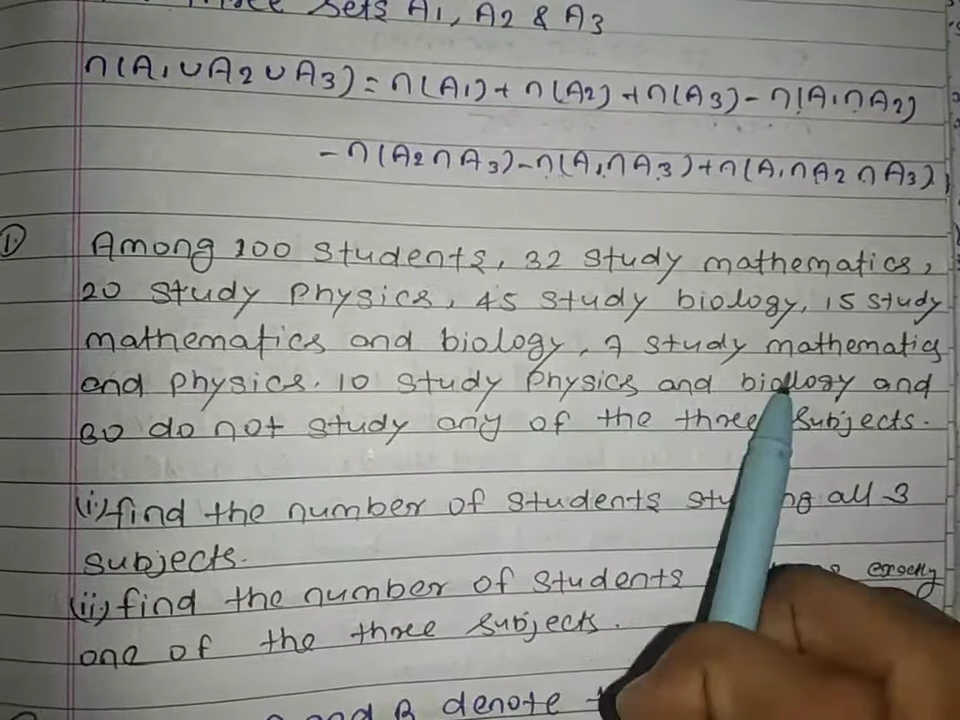 three sets A1, A2 & A3
n(A1 ∪ A2 ∪ A3) = n(A1) + n(A2) + n(A3) - n(A1 ∩ A2)
- n(A2 ∩ A3) - n(A1 ∩ A3) + n(A1 ∩ A2 ∩ A3)
① Among 100 students, 32 study mathematics,
20 study physics, 45 study biology, 15 study
mathematics and biology, 7 study mathematics
and physics. 10 study physics and biology and
30 do not study any of the three subjects.
(i) find the number of students all 3
subjects.
(ii) find the number of students exactly
one of the three subjects.
and B denote